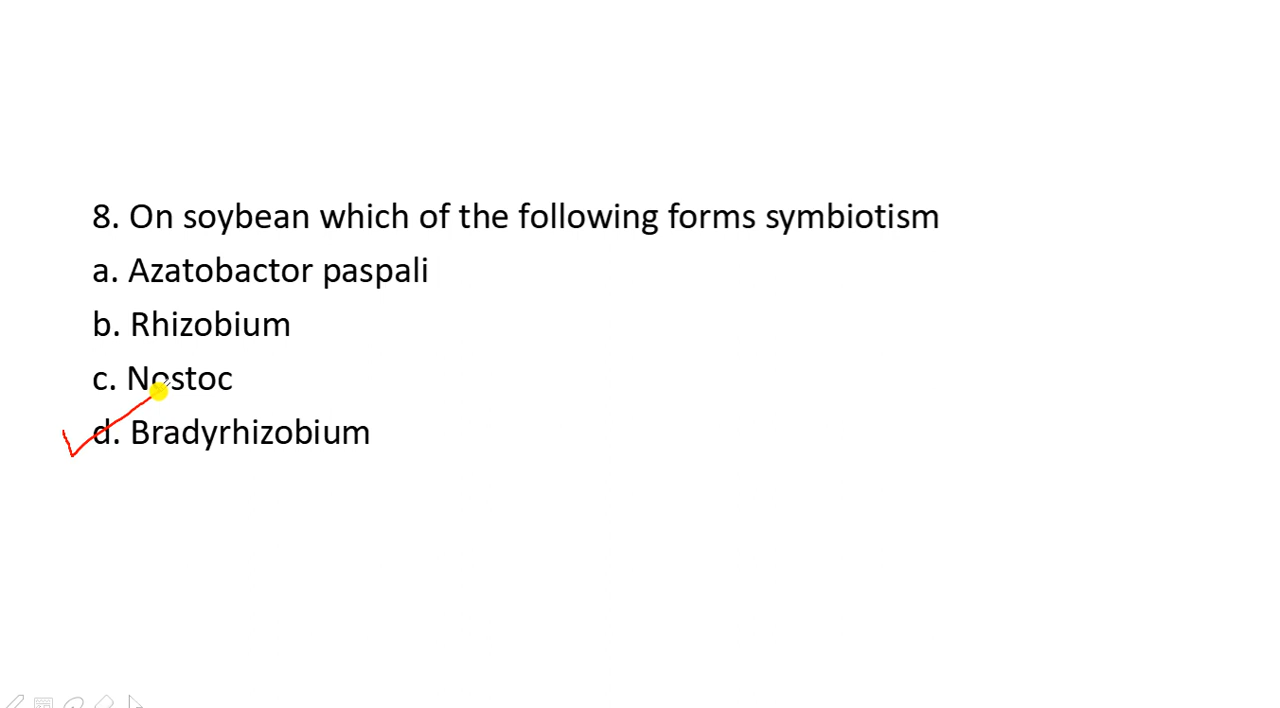 8. On soybean which of the following forms symbiotism
a. Azatobactor paspali
b. Rhizobium
c. Nostoc
d. Bradyrhizobium